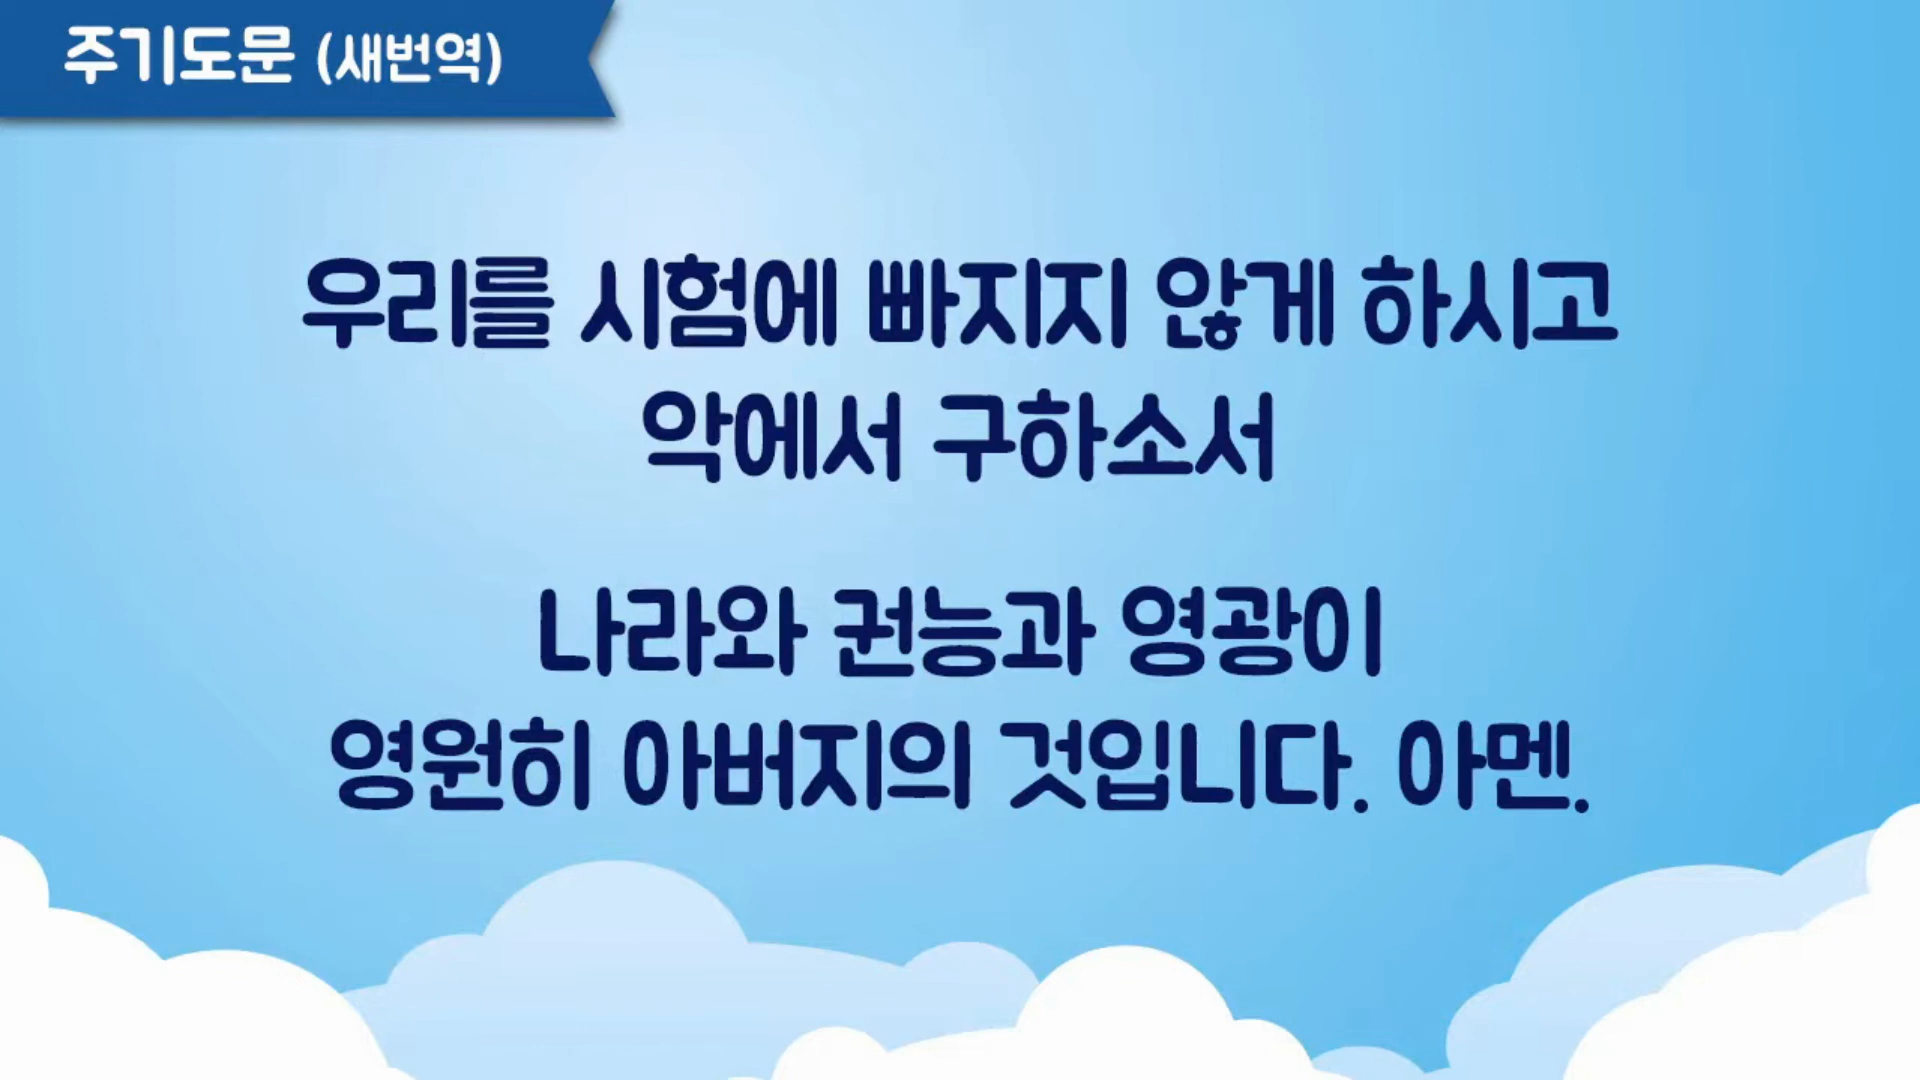 주기도문 (새번역)
우리를 시험에 빠지지 않게 하시고
악에서 구하소서
나라와 권능과 영광이
영원히 아버지의 것입니다. 아멘.